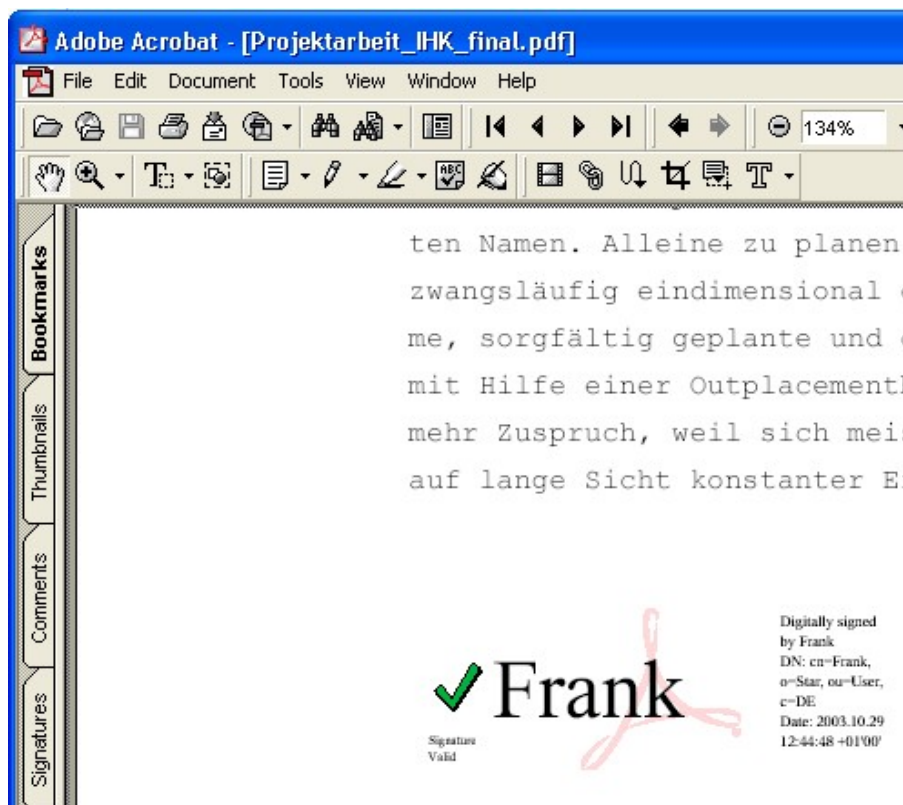 Adobe Acrobat - [Projektarbeit_IHK_final.pdf]
File Edit Document Tools View Window Help
134%
ABC
Bookmarks
Thumbnails
Comments
Signatures
ten Namen. Alleine zu planen
zwangsläufig eindimensional
me, sorgfältig geplante und
mit Hilfe einer
mehr Zuspruch, weil sich
auf lange Sicht konstanter
Frank
Signature
Valid
Digitally signed
by Frank
DN: cn=Frank,
o=Star, ou=User,
c=DE
Date: 2003.10.29
12:44:48 +01'00'